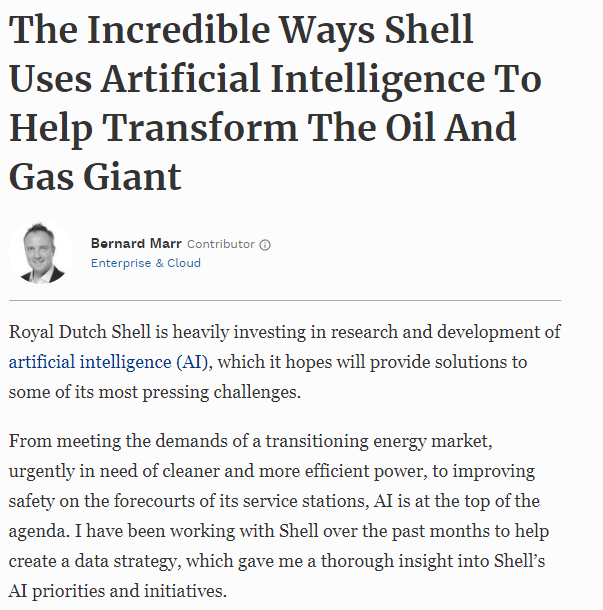 The Incredible Ways Shell
Uses Artificial Intelligence To
Help Transform The Oil And
Gas Giant
Bernard Marr Contributor
Enterprise & Cloud
Royal Dutch Shell is heavily investing in research and development of
artificial intelligence (AI), which it hopes will provide solutions to
some of its most pressing challenges.
From meeting the demands of a transitioning energy market,
urgently in need of cleaner and more efficient power, to improving
safety on the forecourts of its service stations, AI is at the top of the
agenda. I have been working with Shell over the past months to help
create a data strategy, which gave me a thorough insight into Shell’s
AI priorities and initiatives.